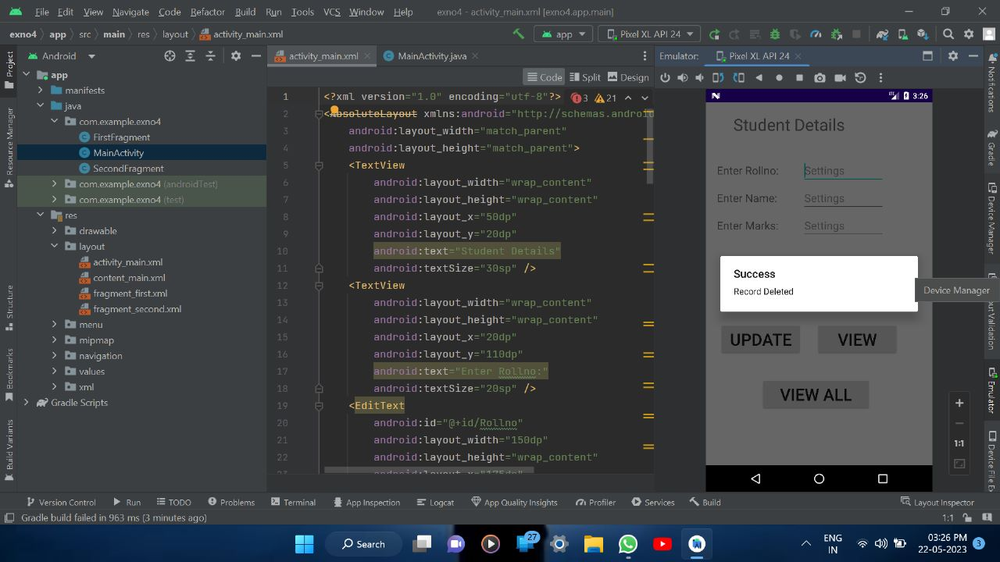 File Edit View Navigate Code Refactor Build Run Tools VCS Window Help exno4 - activity_main.xml [exno4.app.main]
exno4 app src main res layout activity_main.xml app Pixel XL API 24
Android activity_main.xml MainActivity.java Emulator: Pixel XL API 24
Code Split Design
Project
Resource Manager
Structure
Bookmarks
Build Variants
app
manifests
java
com.example.exno4
FirstFragment
MainActivity
SecondFragment
com.example.exno4 (androidTest)
com.example.exno4 (test)
res
drawable
layout
activity_main.xml
content_main.xml
fragment_first.xml
fragment_second.xml
menu
mipmap
navigation
values
xml
Gradle Scripts
3 21
1 <?xml version="1.0" encoding="utf-8"?>
2 <AbsoluteLayout xmlns:android="http://schemas.android
3 android:layout_width="match_parent"
4 android:layout_height="match_parent">
5 <TextView
6 android:layout_width="wrap_content"
7 android:layout_height="wrap_content"
8 android:layout_x="50dp"
9 android:layout_y="20dp"
10 android:text="Student Details"
11 android:textSize="30sp" />
12 <TextView
13 android:layout_width="wrap_content"
14 android:layout_height="wrap_content"
15 android:layout_x="20dp"
16 android:layout_y="110dp"
17 android:text="Enter Rollno:"
18 android:textSize="20sp" />
19 <EditText
20 android:id="@+id/Rollno"
21 android:layout_width="150dp"
22 android:layout_height="wrap_content"
23 android:layout_x="175dp"
3:26
Student Details
Enter Rollno: Settings
Enter Name: Settings
Enter Marks: Settings
Success
Record Deleted
UPDATE VIEW
VIEW ALL
1:1
Notifications
Gradle
Device Manager
Device Manager
Layout Validation
Emulator
Device File Ex
Version Control Run TODO Problems Terminal App Inspection Logcat App Quality Insights Profiler Services Build Layout Inspector
Gradle build failed in 963 ms (3 minutes ago) 1:1
Search 27 ENG 03:26 PM
IN 22-05-2023 3